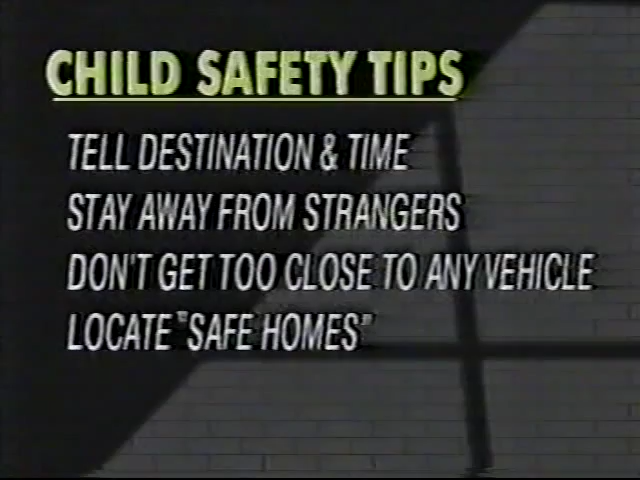 CHILD SAFETY TIPS
TELL DESTINATION & TIME
STAY AWAY FROM STRANGERS
DON'T GET TOO CLOSE TO ANY VEHICLE
LOCATE "SAFE HOMES"